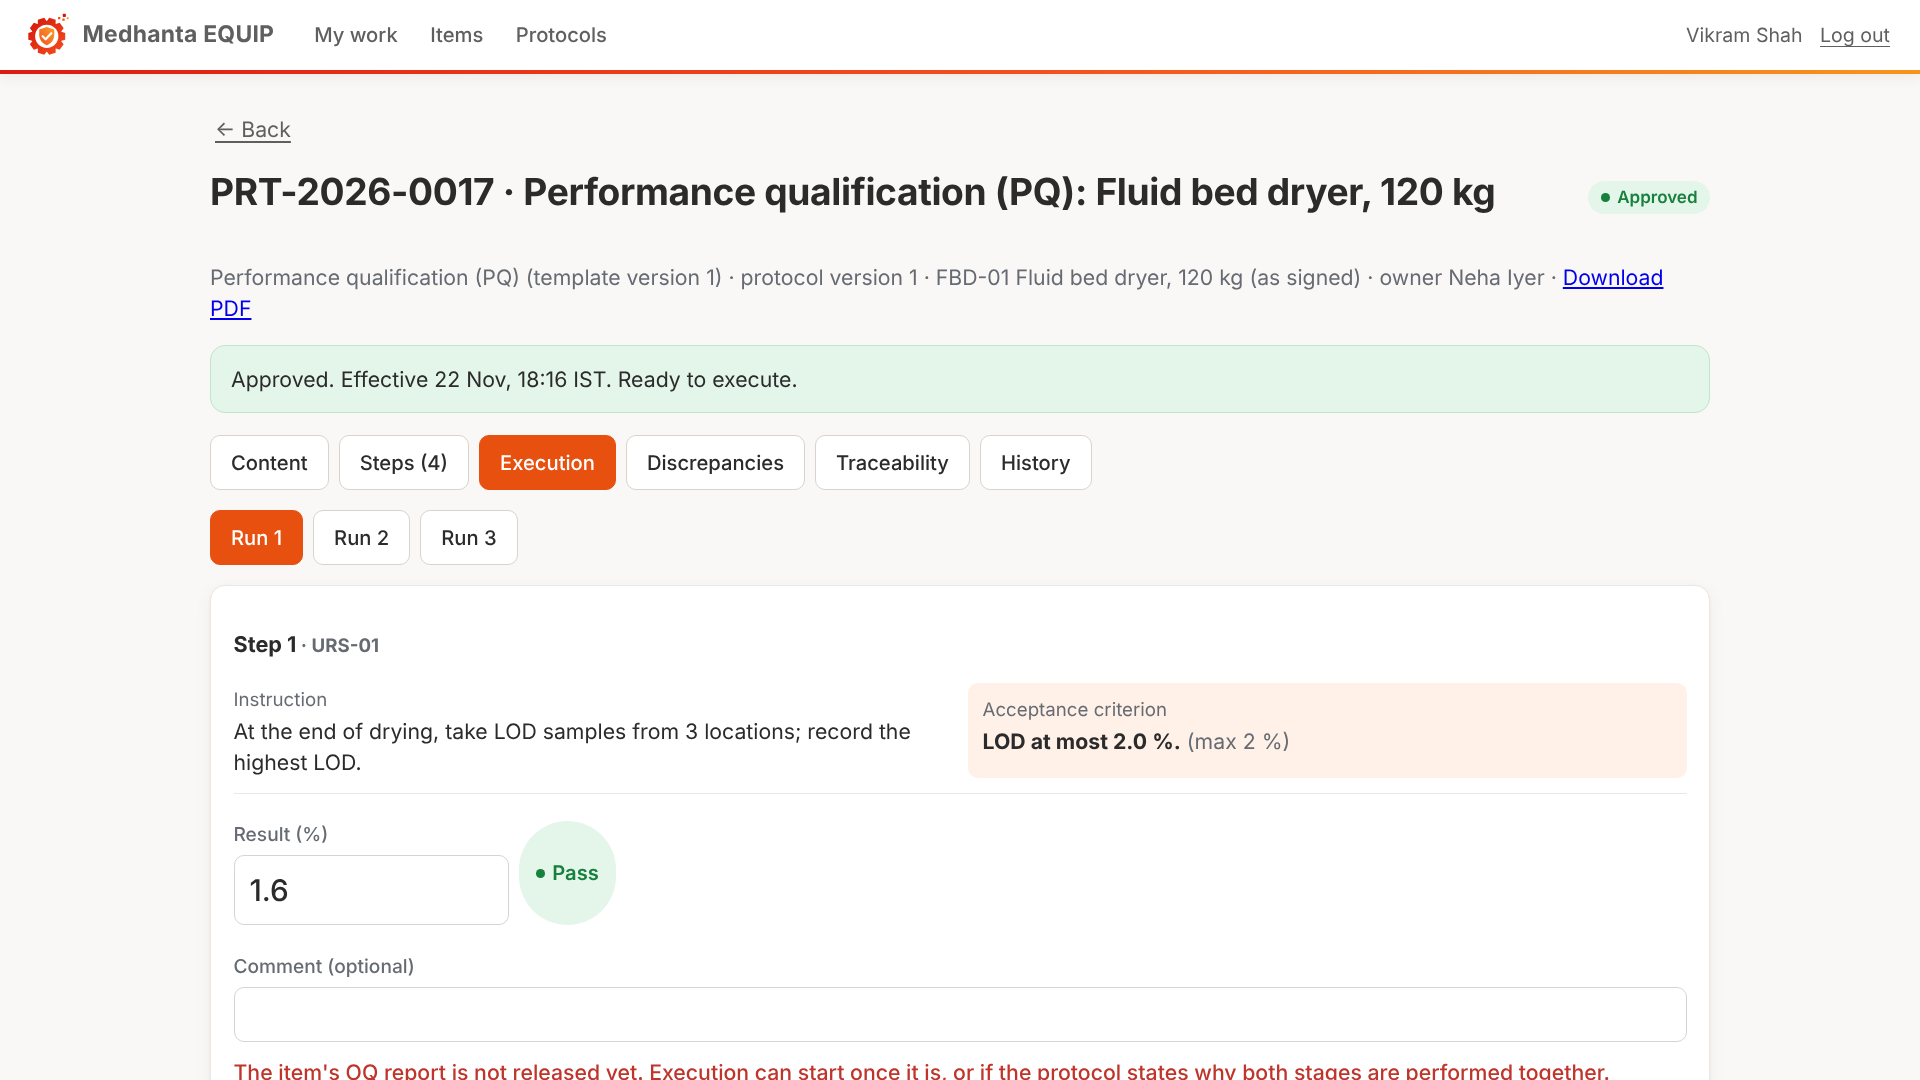 Medhanta EQUIP My work Items Protocols Vikram Shah Log out
← Back
PRT-2026-0017 · Performance qualification (PQ): Fluid bed dryer, 120 kg
Approved
Performance qualification (PQ) (template version 1) · protocol version 1 · FBD-01 Fluid bed dryer, 120 kg (as signed) · owner Neha Iyer · Download
PDF
Approved. Effective 22 Nov, 18:16 IST. Ready to execute.
Content Steps (4) Execution Discrepancies Traceability History
Run 1 Run 2 Run 3
Step 1 · URS-01
Instruction
At the end of drying, take LOD samples from 3 locations; record the
highest LOD.
Acceptance criterion
LOD at most 2.0 %. (max 2 %)
Result (%)
1.6
Pass
Comment (optional)
The item's OQ report is not released yet. Execution can start once it is, or if the protocol states why both stages are performed together.